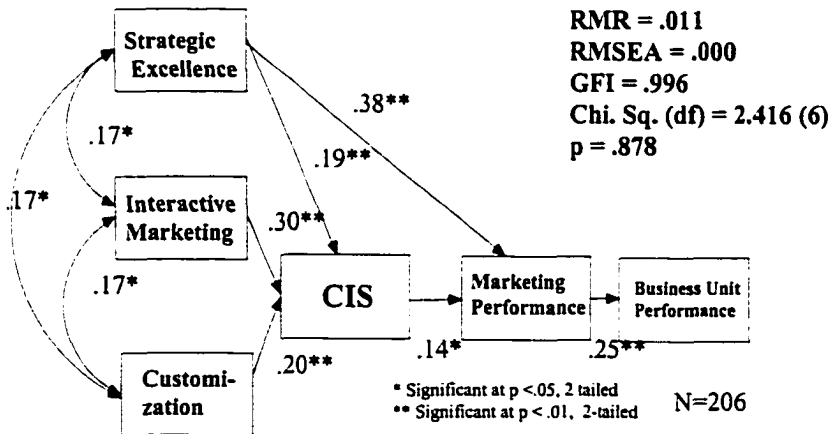 Strategic
Excellence
RMR = .011
RMSEA = .000
GFI = .996
Chi. Sq. (df) = 2.416 (6)
p = .878
.38**
.17*
.19**
.17*
Interactive
Marketing
.30**
.17*
CIS
Marketing
Performance
Business Unit
Performance
.20**
.14*
.25**
Customi-
zation
* Significant at p <.05, 2 tailed
** Significant at p < .01, 2-tailed
N=206